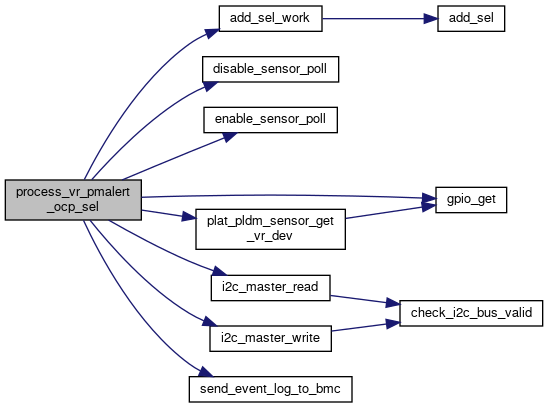 add_sel_work
add_sel
disable_sensor_poll
enable_sensor_poll
process_vr_pmalert
_ocp_sel
gpio_get
plat_pldm_sensor_get
_vr_dev
i2c_master_read
check_i2c_bus_valid
i2c_master_write
send_event_log_to_bmc